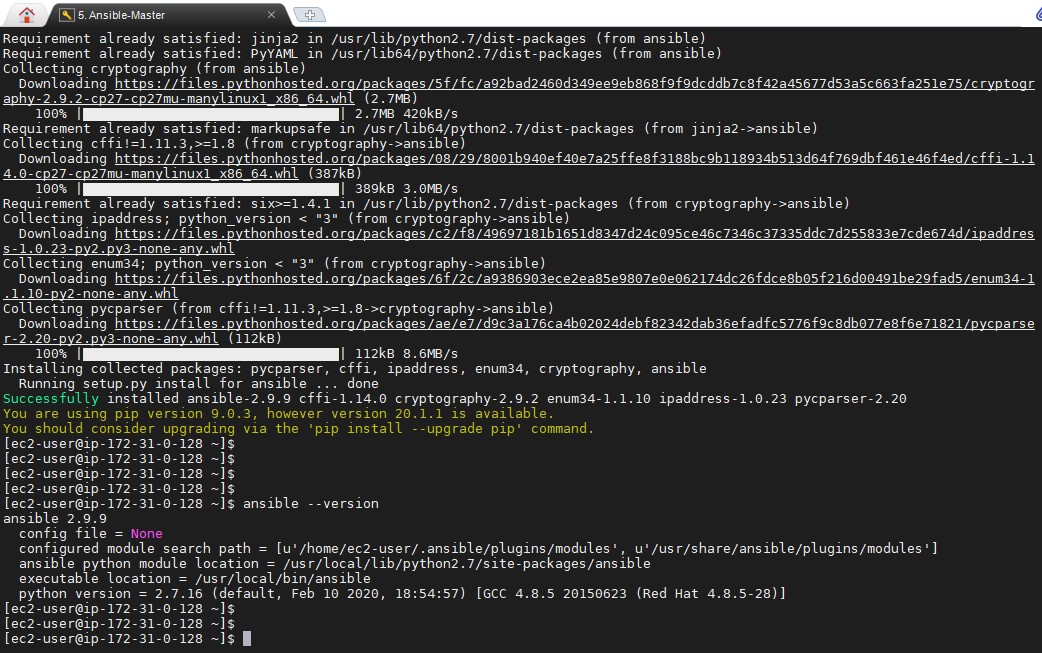 5. Ansible-Master
Requirement already satisfied: jinja2 in /usr/lib/python2.7/dist-packages (from ansible)
Requirement already satisfied: PyYAML in /usr/lib64/python2.7/dist-packages (from ansible)
Collecting cryptography (from ansible)
  Downloading https://files.pythonhosted.org/packages/5f/fc/a92bad2460d349ee9eb868f9f9dcddb7c8f42a45677d53a5c663fa251e75/cryptogr
aphy-2.9.2-cp27-cp27mu-manylinux1_x86_64.whl (2.7MB)
    100% || 2.7MB 420kB/s
Requirement already satisfied: markupsafe in /usr/lib64/python2.7/dist-packages (from jinja2->ansible)
Collecting cffi!=1.11.3,>=1.8 (from cryptography->ansible)
  Downloading https://files.pythonhosted.org/packages/08/29/8001b940ef40e7a25ffe8f3188bc9b118934b513d64f769dbf461e46f4ed/cffi-1.1
4.0-cp27-cp27mu-manylinux1_x86_64.whl (387kB)
    100% || 389kB 3.0MB/s
Requirement already satisfied: six>=1.4.1 in /usr/lib/python2.7/dist-packages (from cryptography->ansible)
Collecting ipaddress; python_version < "3" (from cryptography->ansible)
  Downloading https://files.pythonhosted.org/packages/c2/f8/49697181b1651d8347d24c095ce46c7346c37335ddc7d255833e7cde674d/ipaddres
s-1.0.23-py2.py3-none-any.whl
Collecting enum34; python_version < "3" (from cryptography->ansible)
  Downloading https://files.pythonhosted.org/packages/6f/2c/a9386903ece2ea85e9807e0e062174dc26fdce8b05f216d00491be29fad5/enum34-1
.1.10-py2-none-any.whl
Collecting pycparser (from cffi!=1.11.3,>=1.8->cryptography->ansible)
  Downloading https://files.pythonhosted.org/packages/ae/e7/d9c3a176ca4b02024debf82342dab36efadfc5776f9c8db077e8f6e71821/pycparse
r-2.20-py2.py3-none-any.whl (112kB)
    100% || 112kB 8.6MB/s
Installing collected packages: pycparser, cffi, ipaddress, enum34, cryptography, ansible
  Running setup.py install for ansible ... done
Successfully installed ansible-2.9.9 cffi-1.14.0 cryptography-2.9.2 enum34-1.1.10 ipaddress-1.0.23 pycparser-2.20
You are using pip version 9.0.3, however version 20.1.1 is available.
You should consider upgrading via the 'pip install --upgrade pip' command.
[ec2-user@ip-172-31-0-128 ~]$
[ec2-user@ip-172-31-0-128 ~]$
[ec2-user@ip-172-31-0-128 ~]$
[ec2-user@ip-172-31-0-128 ~]$
[ec2-user@ip-172-31-0-128 ~]$ ansible --version
ansible 2.9.9
  config file = None
  configured module search path = [u'/home/ec2-user/.ansible/plugins/modules', u'/usr/share/ansible/plugins/modules']
  ansible python module location = /usr/local/lib/python2.7/site-packages/ansible
  executable location = /usr/local/bin/ansible
  python version = 2.7.16 (default, Feb 10 2020, 18:54:57) [GCC 4.8.5 20150623 (Red Hat 4.8.5-28)]
[ec2-user@ip-172-31-0-128 ~]$
[ec2-user@ip-172-31-0-128 ~]$
[ec2-user@ip-172-31-0-128 ~]$